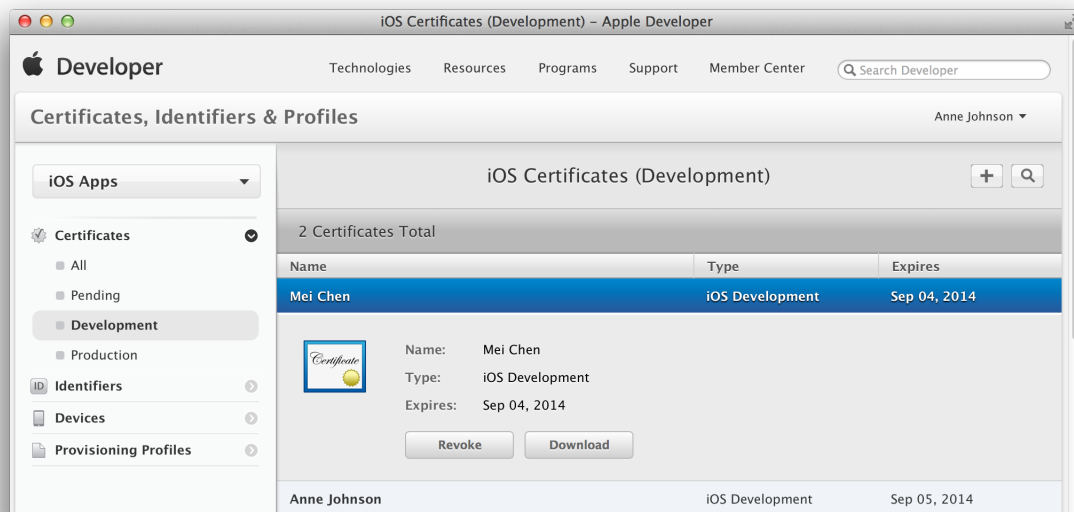 iOS Certificates (Development) – Apple Developer
Developer
Technologies Resources Programs Support Member Center Search Developer
Certificates, Identifiers & Profiles
Anne Johnson
iOS Apps
iOS Certificates (Development)
Certificates
2 Certificates Total
All
Name Type Expires
Pending
Mei Chen iOS Development Sep 04, 2014
Development
Production
Certificate
Name: Mei Chen
Type: iOS Development
Expires: Sep 04, 2014
ID Identifiers
Devices
Provisioning Profiles
Revoke Download
Anne Johnson iOS Development Sep 05, 2014